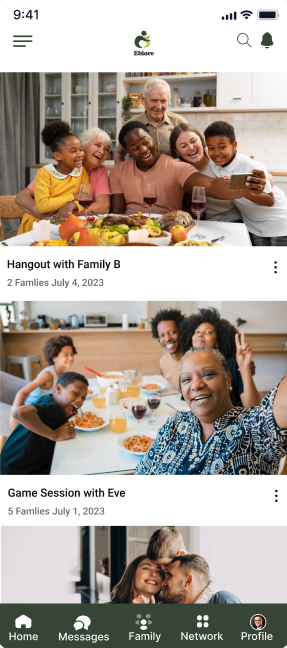 9:41
Ebiore
Hangout with Family B
2 Famlies July 4, 2023
Game Session with Eve
5 Famlies July 1, 2023
Home Messages Family Network Profile